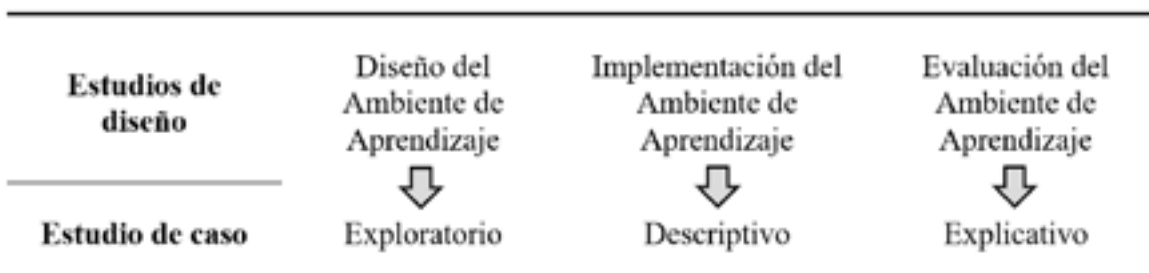 Estudios de
diseño
Diseño del
Ambiente de
Aprendizaje
Implementación del
Ambiente de
Aprendizaje
Evaluación del
Ambiente de
Aprendizaje
Estudio de caso
Exploratorio
Descriptivo
Explicativo